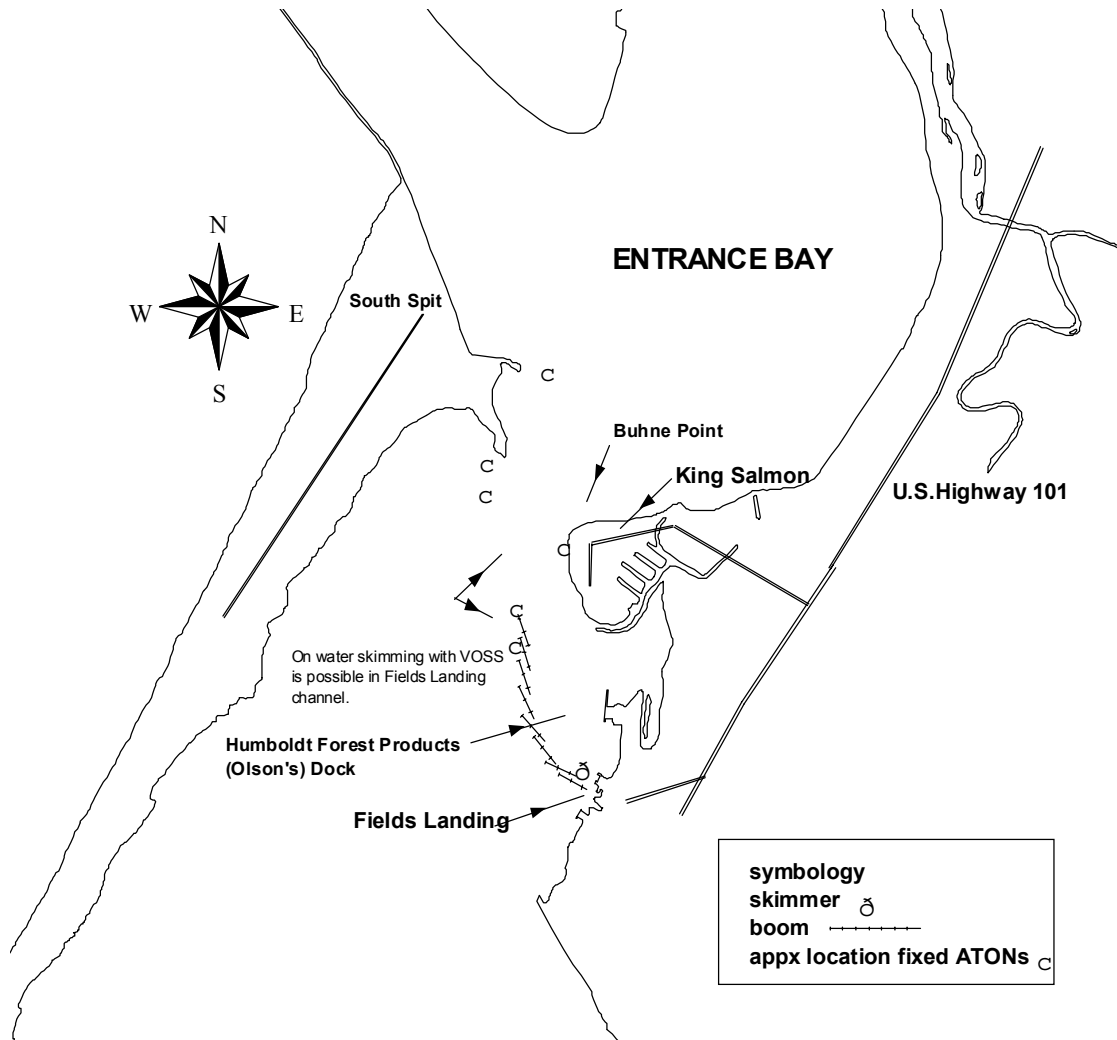 N
W
E
S
ENTRANCE BAY
South Spit
Buhne Point
King Salmon
U.S.Highway 101
On water skimming with VOSS
is possible in Fields Landing
channel.
Humboldt Forest Products
(Olson's) Dock
Fields Landing
symbology
skimmer
boom
appx location fixed ATONs